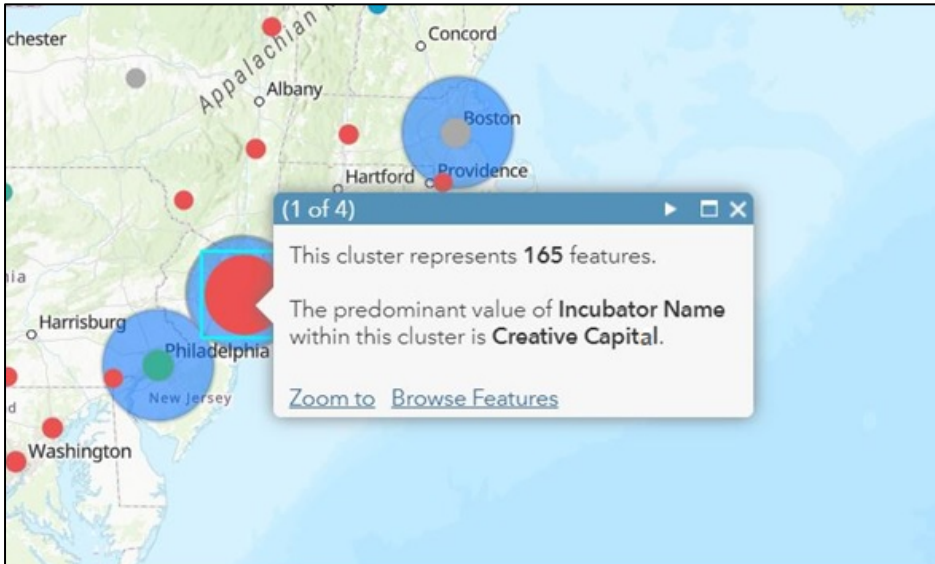 chester
Appalachian
Concord
Albany
Boston
Hartford
Providence
(1 of 4)
This cluster represents 165 features.
The predominant value of Incubator Name
within this cluster is Creative Capital.
Zoom to Browse Features
nia
Harrisburg
Philadelphia
New Jersey
d
Washington